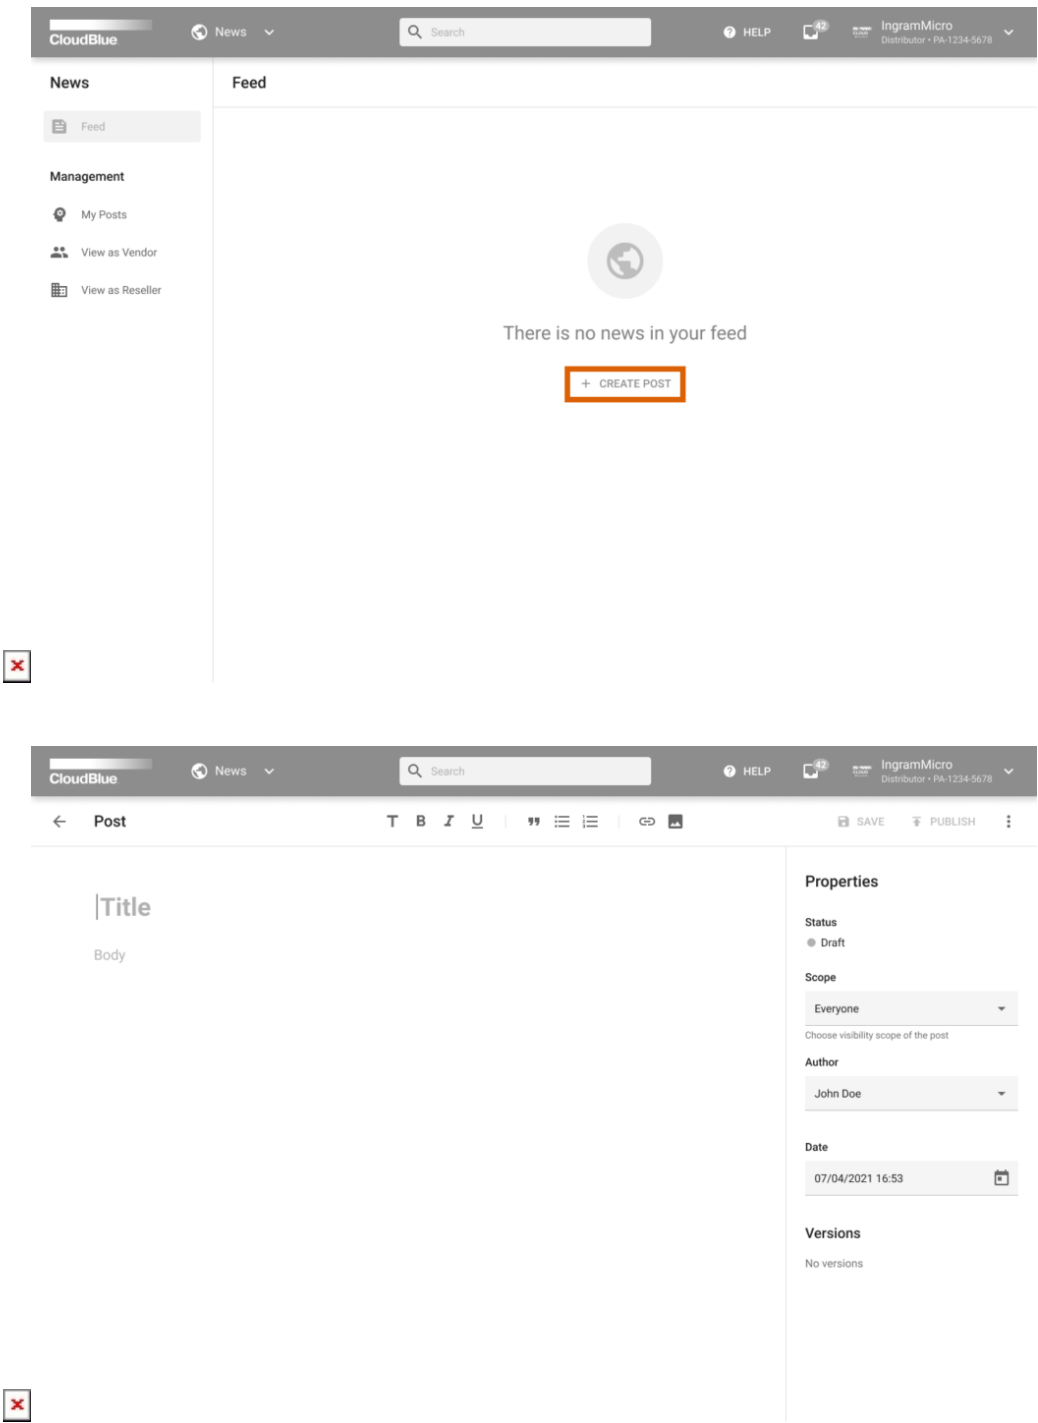 CloudBlue
News
Search
HELP
42
IngramMicro
Distributor • PA-1234-5678
News
Feed
Feed
Management
My Posts
View as Vendor
View as Reseller
There is no news in your feed
+ CREATE POST
CloudBlue
News
Search
HELP
42
IngramMicro
Distributor • PA-1234-5678
Post
T B I U
SAVE
PUBLISH
Title
Body
Properties
Status
Draft
Scope
Everyone
Choose visibility scope of the post
Author
John Doe
Date
07/04/2021 16:53
Versions
No versions